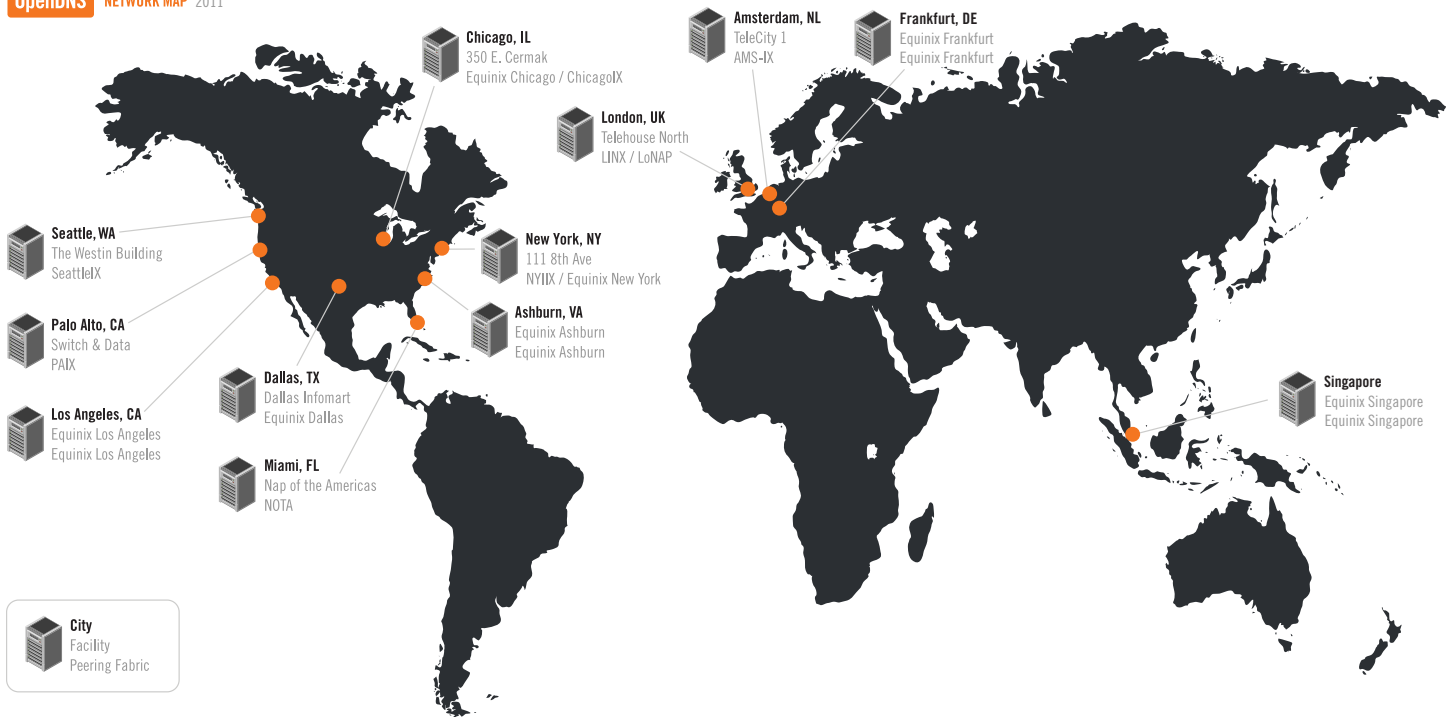 OpenDNS NETWORK MAP 2011
Chicago, IL
350 E. Cermak
Equinix Chicago / ChicagoIX
Amsterdam, NL
TeleCity 1
AMS-IX
Frankfurt, DE
Equinix Frankfurt
Equinix Frankfurt
London, UK
Telehouse North
LINX / LoNAP
Seattle, WA
The Westin Building
SeattleIX
New York, NY
111 8th Ave
NYIIX / Equinix New York
Palo Alto, CA
Switch & Data
PAIX
Ashburn, VA
Equinix Ashburn
Equinix Ashburn
Dallas, TX
Dallas Infomart
Equinix Dallas
Los Angeles, CA
Equinix Los Angeles
Equinix Los Angeles
Miami, FL
Nap of the Americas
NOTA
Singapore
Equinix Singapore
Equinix Singapore
City
Facility
Peering Fabric